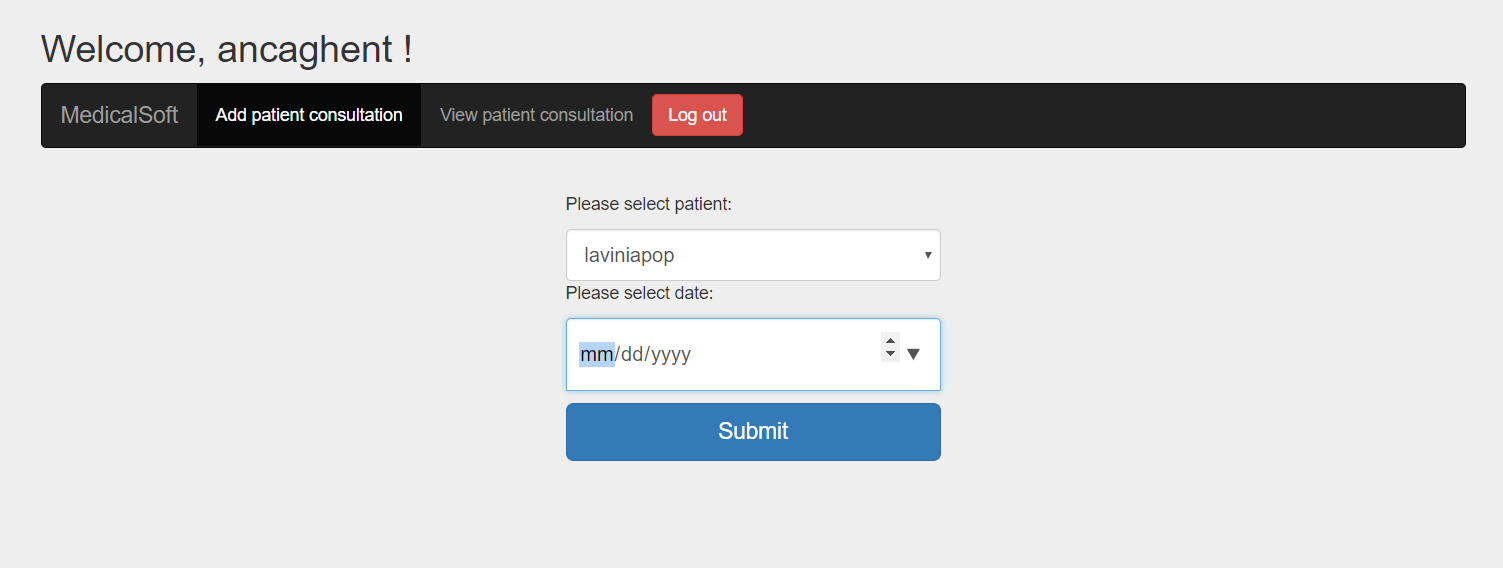 Welcome, ancaghent !
MedicalSoft Add patient consultation View patient consultation Log out
Please select patient:
laviniapop
Please select date:
mm/dd/yyyy
Submit